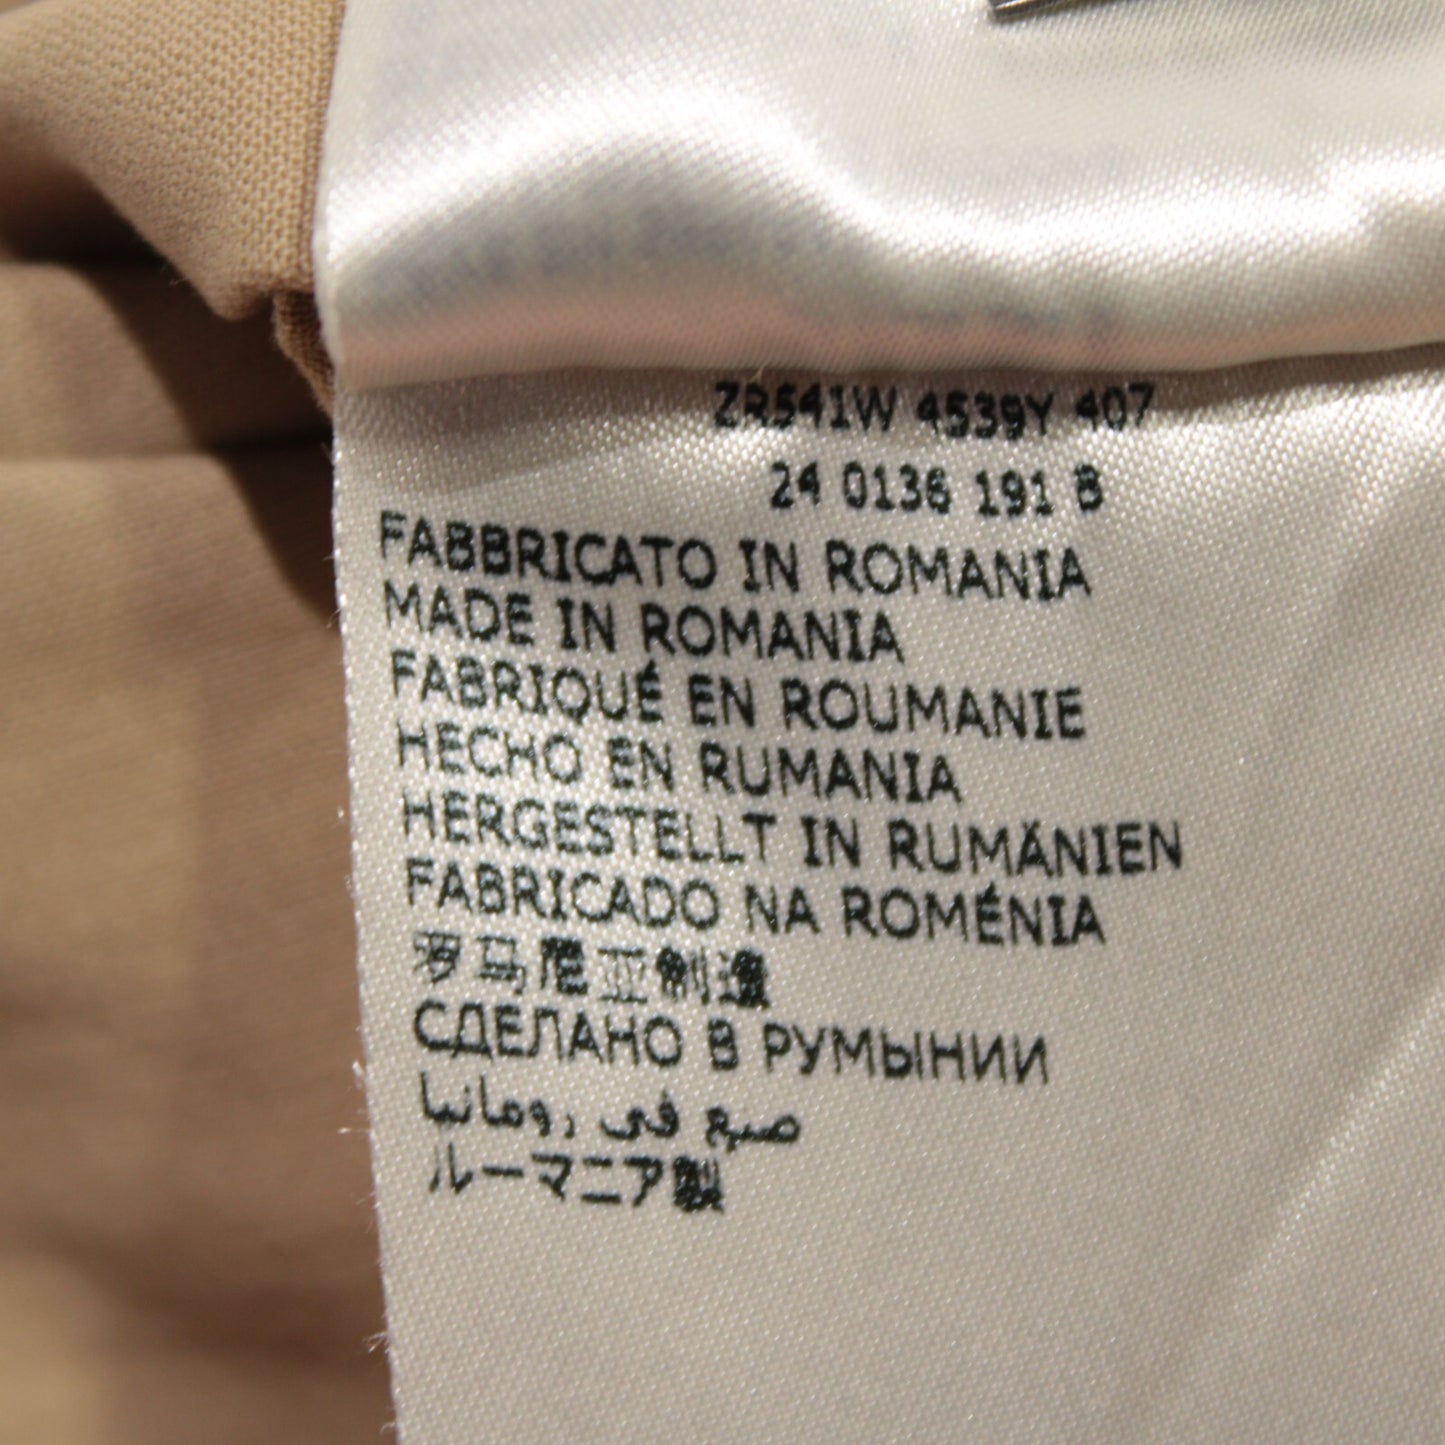 ZR541W 4539Y 407
24 0136 191 B
FABBRICATO IN ROMANIA
MADE IN ROMANIA
FABRIQUÉ EN ROUMANIE
HECHO EN RUMANIA
HERGESTELLT IN RUMÄNIEN
FABRICADO NA ROMÉNIA
罗马尼亚制造
СДЕЛАНО В РУМЫНИИ
صنع في رومانيا
ルーマニア製